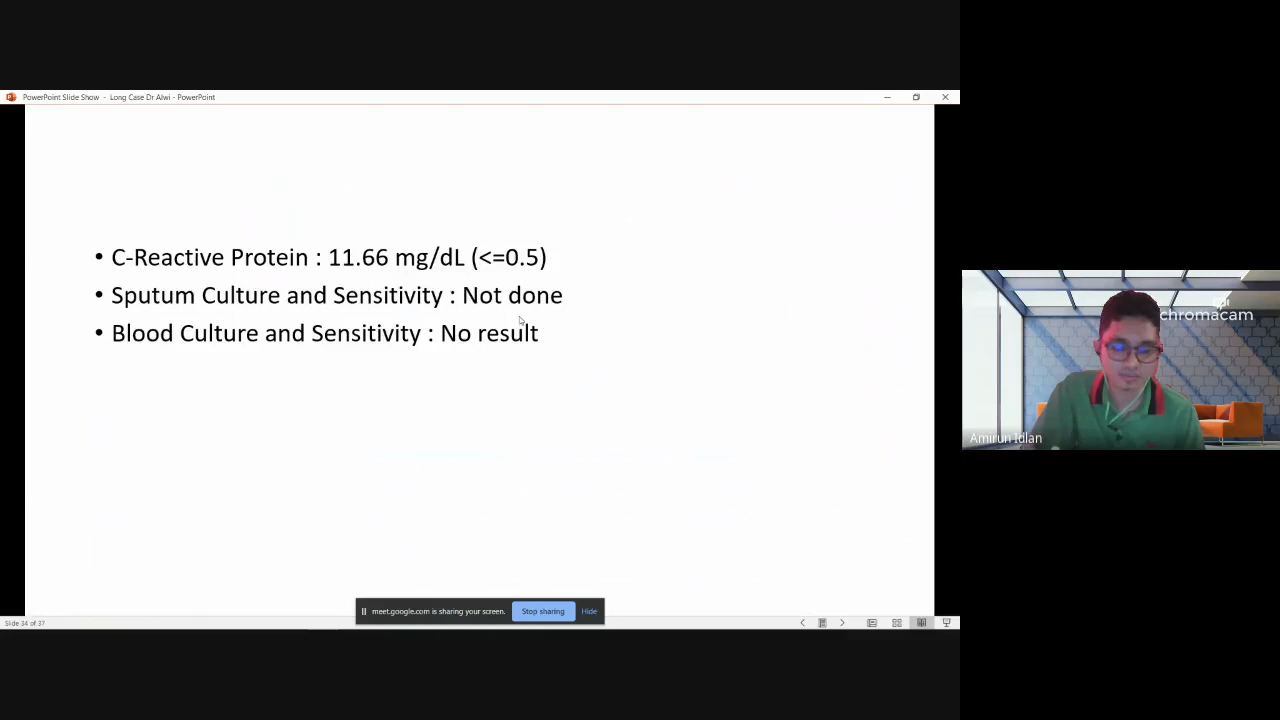 PowerPoint Slide Show - Long Case Dr Alwi - PowerPoint
• C-Reactive Protein : 11.66 mg/dL (<=0.5)
• Sputum Culture and Sensitivity : Not done
• Blood Culture and Sensitivity : No result
chromacam
Amirun Idlan
meet.google.com is sharing your screen. Stop sharing Hide
Slide 34 of 37